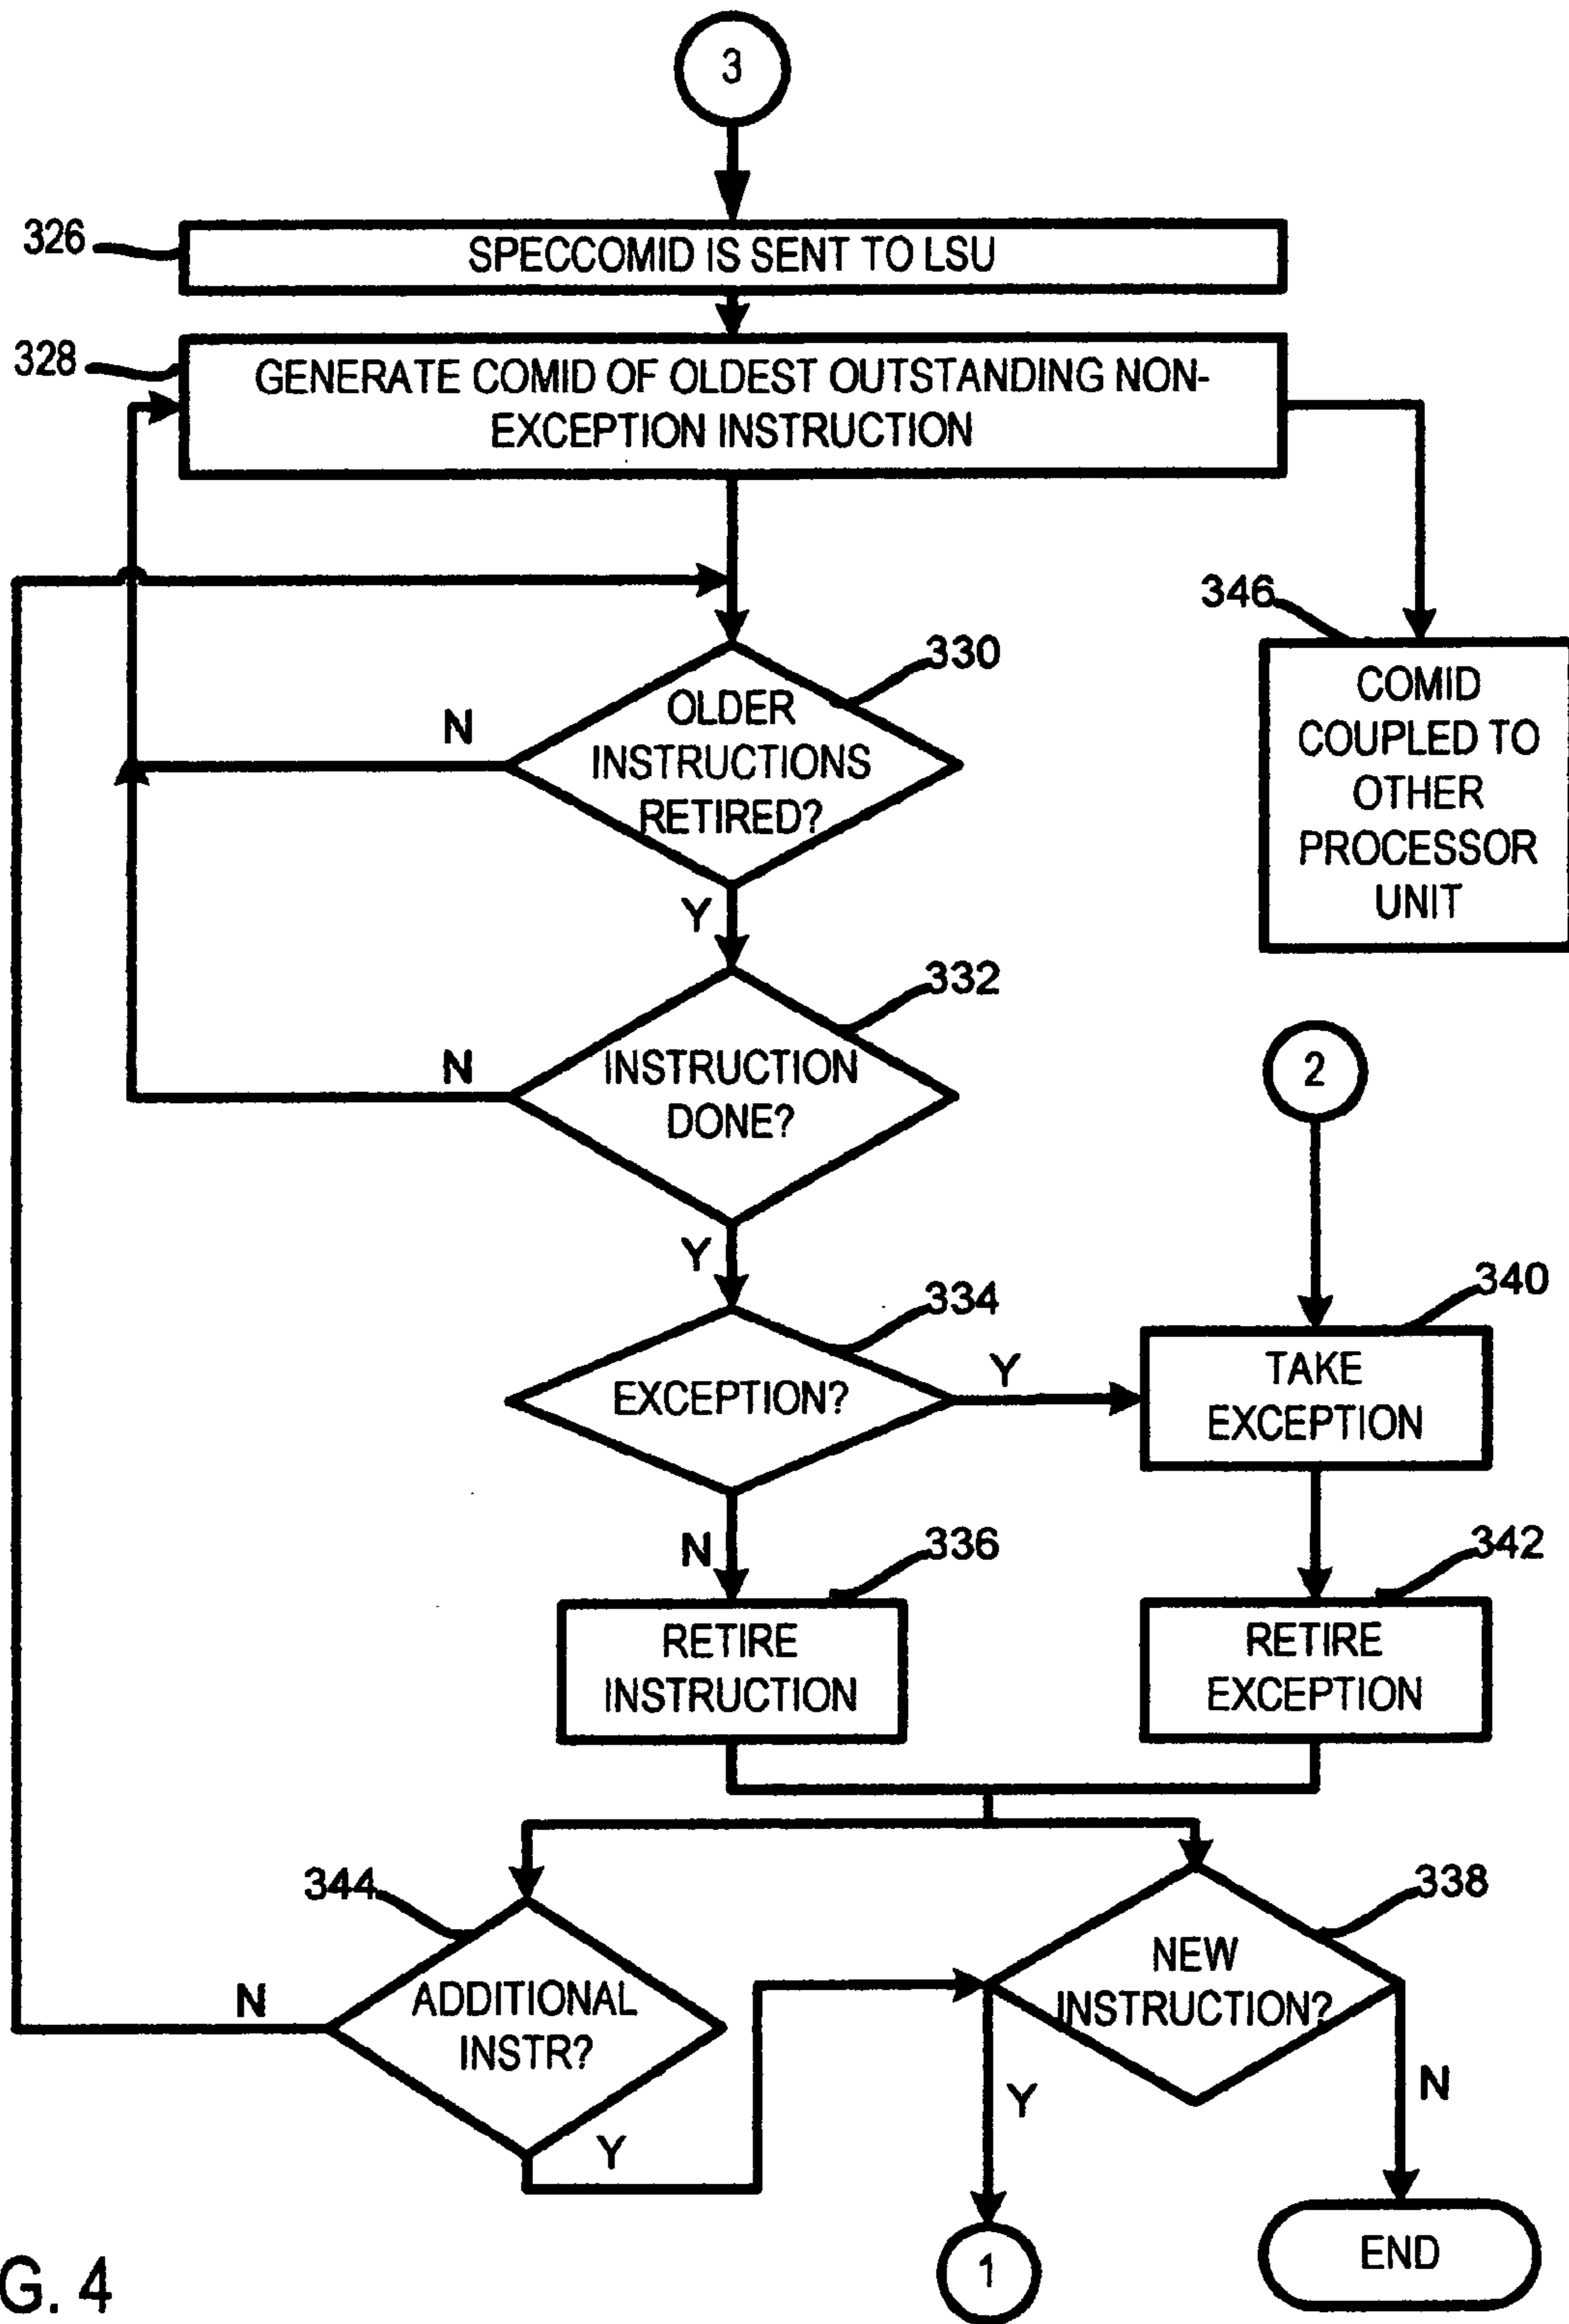 3
326
SPECCOMID IS SENT TO LSU
328
GENERATE COMID OF OLDEST OUTSTANDING NON-
EXCEPTION INSTRUCTION
346
COMID
COUPLED TO
OTHER
PROCESSOR
UNIT
330
OLDER
INSTRUCTIONS
RETIRED?
N
Y
332
INSTRUCTION
DONE?
N
Y
2
334
EXCEPTION?
Y
N
340
TAKE
EXCEPTION
336
RETIRE
INSTRUCTION
342
RETIRE
EXCEPTION
344
ADDITIONAL
INSTR?
N
Y
338
NEW
INSTRUCTION?
Y
N
1
END
G. 4